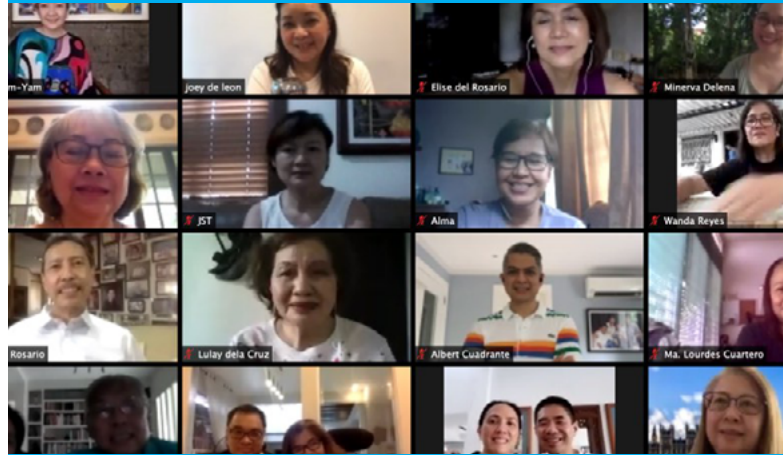 m-Yam
joey de leon
Elise del Rosario
Minerva Delena
JST
Alma
Wanda Reyes
Rosario
Lulay dela Cruz
Albert Cuadrante
Ma. Lourdes Cuartero